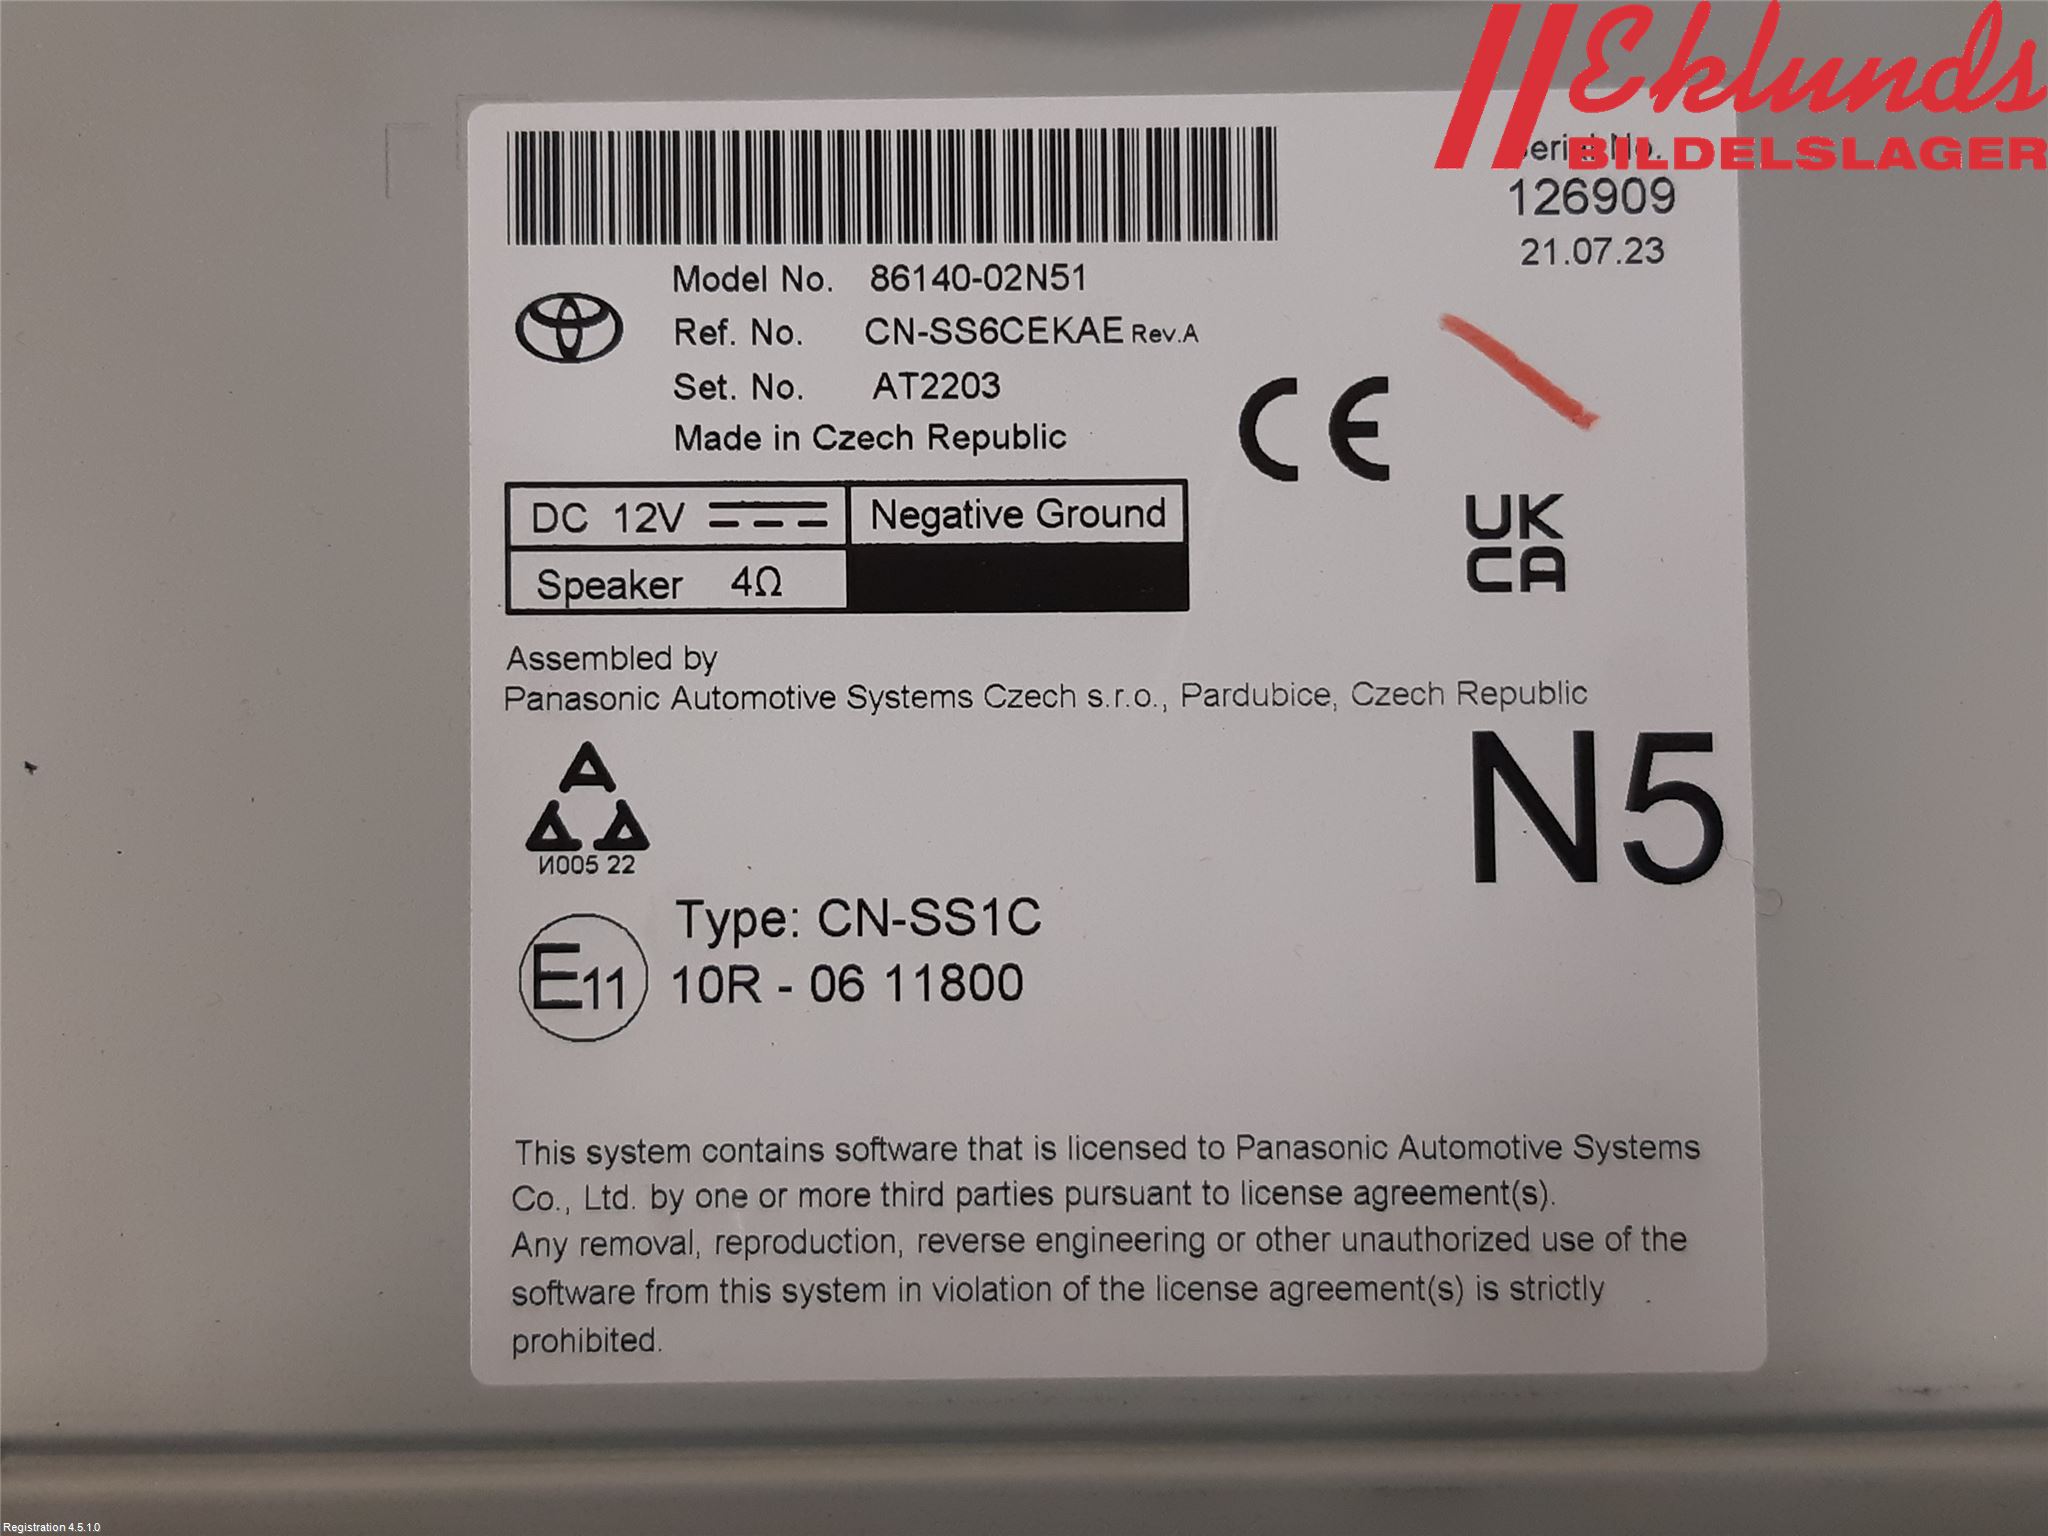 Eklunds
BILDELSLAGER
Serial No.
126909
21.07.23
Model No. 86140-02N51
Ref. No. CN-SS6CEKAE Rev.A
Set. No. AT2203
Made in Czech Republic
CE
UK
CA
DC 12V Negative Ground
Speaker 4Ω
Assembled by
Panasonic Automotive Systems Czech s.r.o., Pardubice, Czech Republic
N5
И005 22
Type: CN-SS1C
E11 10R - 06 11800
This system contains software that is licensed to Panasonic Automotive Systems
Co., Ltd. by one or more third parties pursuant to license agreement(s).
Any removal, reproduction, reverse engineering or other unauthorized use of the
software from this system in violation of the license agreement(s) is strictly
prohibited.
Registration 4.5.1.0